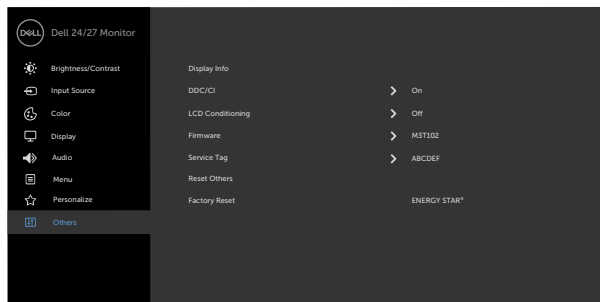 DELL Dell 24/27 Monitor
Brightness/Contrast
Input Source
Color
Display
Audio
Menu
Personalize
Others
Display Info
DDC/CI On
LCD Conditioning Off
Firmware M3T102
Service Tag ABCDEF
Reset Others
Factory Reset ENERGY STAR®